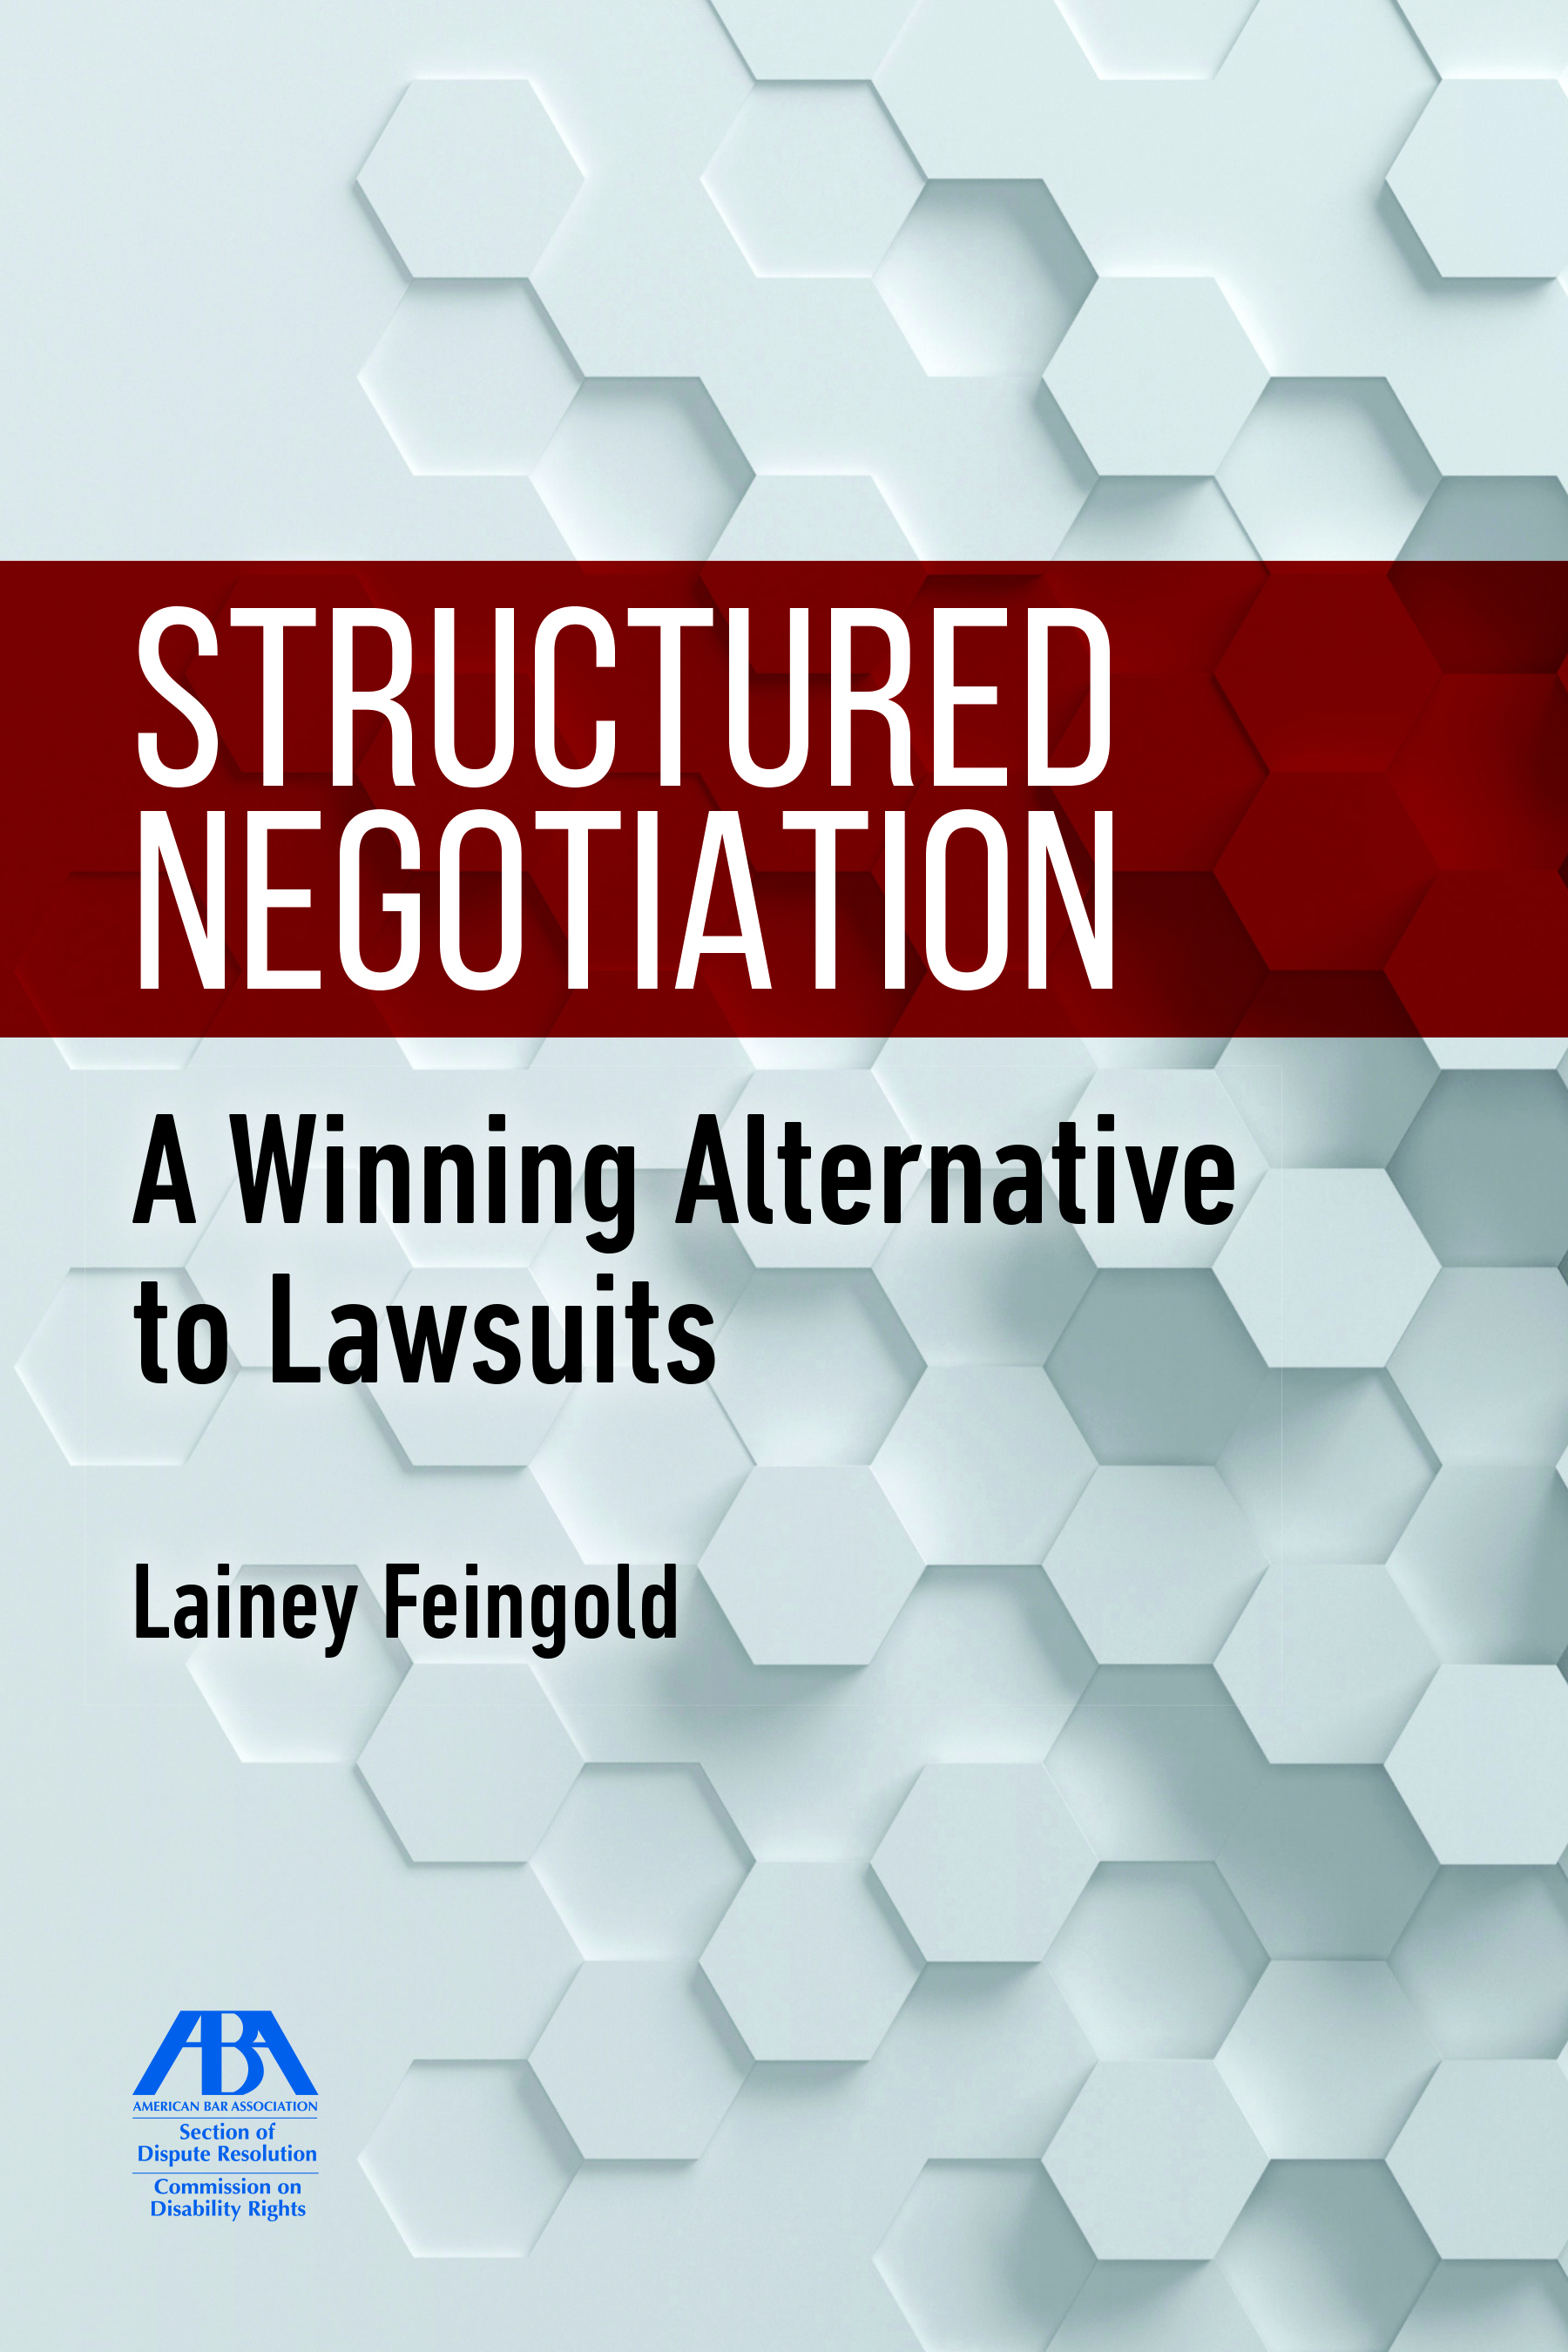 STRUCTURED
NEGOTIATION
A Winning Alternative
to Lawsuits
Lainey Feingold
ABA
AMERICAN BAR ASSOCIATION
Section of
Dispute Resolution
Commission on
Disability Rights